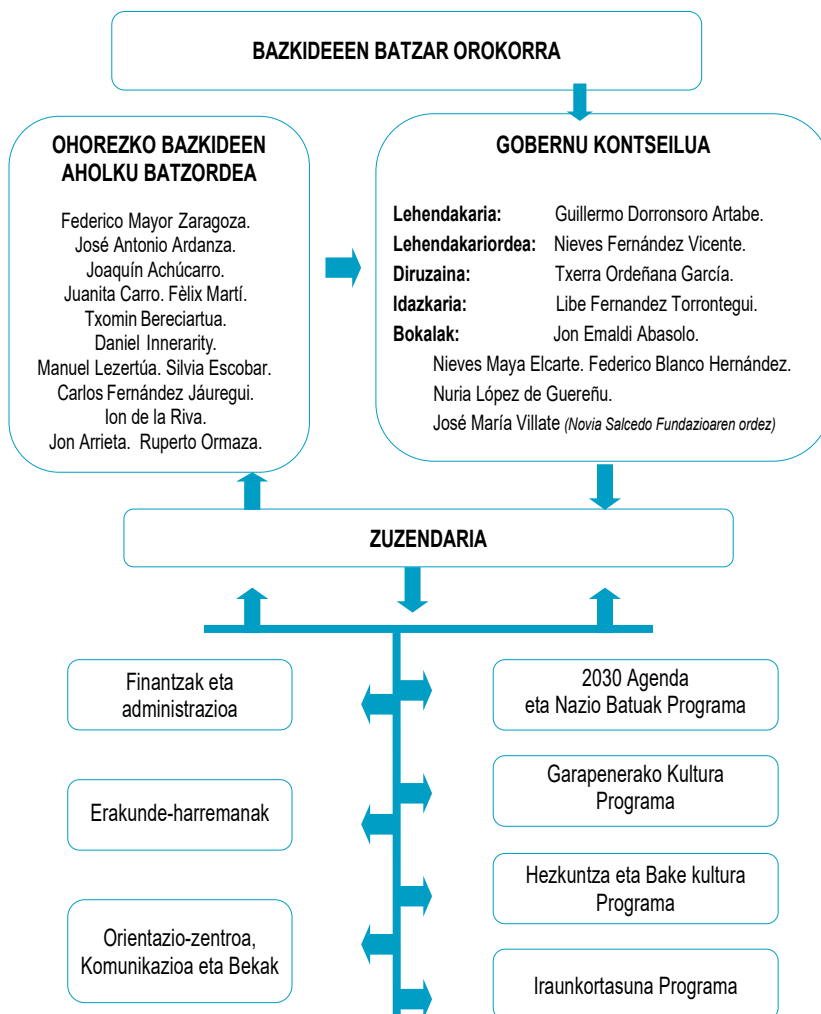 BAZKIDEEEN BATZAR OROKORRA
OHOREZKO BAZKIDEEN
AHOLKU BATZORDEA
Federico Mayor Zaragoza.
José Antonio Ardanza.
Joaquín Achúcarro.
Juanita Carro. Fèlix Martí.
Txomin Bereciartua.
Daniel Innerarity.
Manuel Lezertúa. Silvia Escobar.
Carlos Fernández Jáuregui.
Ion de la Riva.
Jon Arrieta. Ruperto Ormaza.
GOBERNU KONTSEILUA
Lehendakaria: Guillermo Dorronsoro Artabe.
Lehendakariordea: Nieves Fernández Vicente.
Diruzaina: Txerra Ordeñana García.
Idazkaria: Libe Fernandez Torrontegui.
Bokalak: Jon Emaldi Abasolo.
Nieves Maya Elcarte. Federico Blanco Hernández.
Nuria López de Guereñu.
José María Villate (Novia Salcedo Fundazioaren ordez)
ZUZENDARIA
Finantzak eta
administrazioa
Erakunde-harremanak
Orientazio-zentroa,
Komunikazioa eta Bekak
2030 Agenda
eta Nazio Batuak Programa
Garapenerako Kultura
Programa
Hezkuntza eta Bake kultura
Programa
Iraunkortasuna Programa